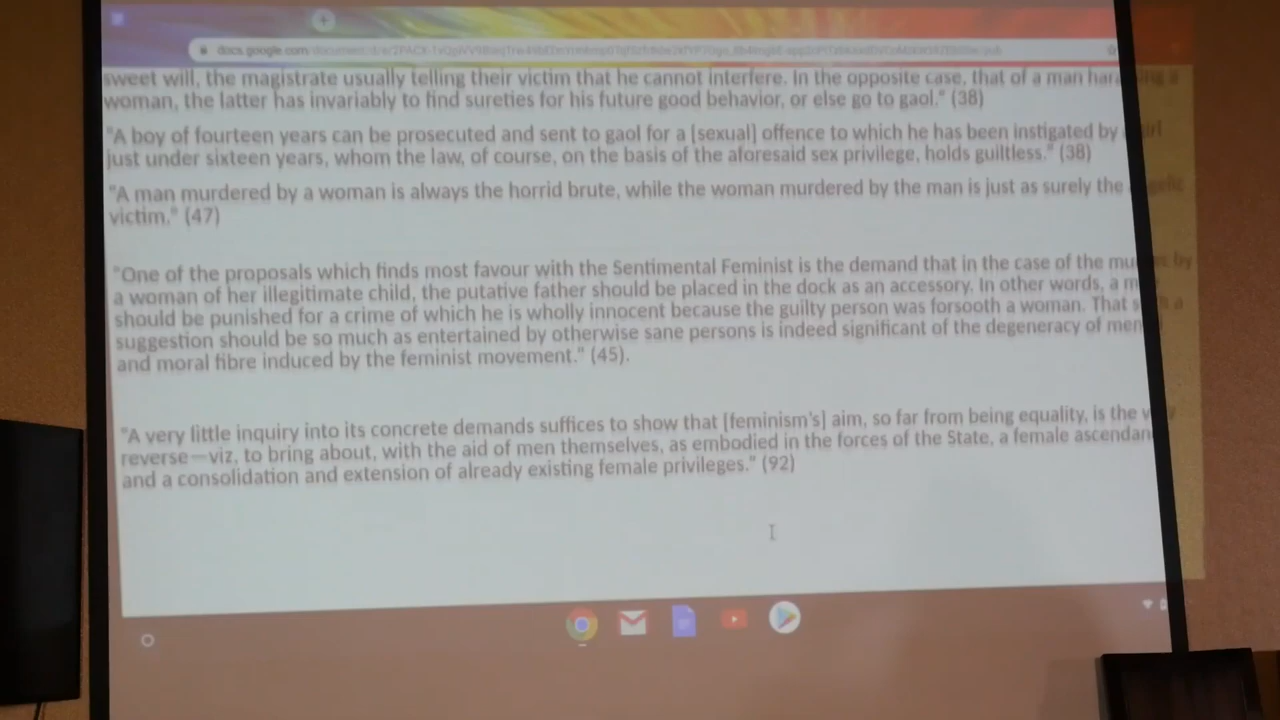 docs.google.com
sweet will, the magistrate usually telling their victim that he cannot interfere. In the opposite case, that of a man
woman, the latter has invariably to find sureties for his future good behavior, or else go to gaol." (38)
"A boy of fourteen years can be prosecuted and sent to gaol for a [sexual] offence to which he has been instigated by
just under sixteen years, whom the law, of course, on the basis of the aforesaid sex privilege, holds guiltless." (38)
"A man murdered by a woman is always the horrid brute, while the woman murdered by the man is just as surely the
victim." (47)
"One of the proposals which finds most favour with the Sentimental Feminist is the demand that in the case of the by
a woman of her illegitimate child, the putative father should be placed in the dock as an accessory. In other words, a
should be punished for a crime of which he is wholly innocent because the guilty person was forsooth a woman. That a
suggestion should be so much as entertained by otherwise sane persons is indeed significant of the degeneracy of
and moral fibre induced by the feminist movement." (45).
"A very little inquiry into its concrete demands suffices to show that [feminism's] aim, so far from being equality, is the
reverse—viz, to bring about, with the aid of men themselves, as embodied in the forces of the State, a female
and a consolidation and extension of already existing female privileges." (92)